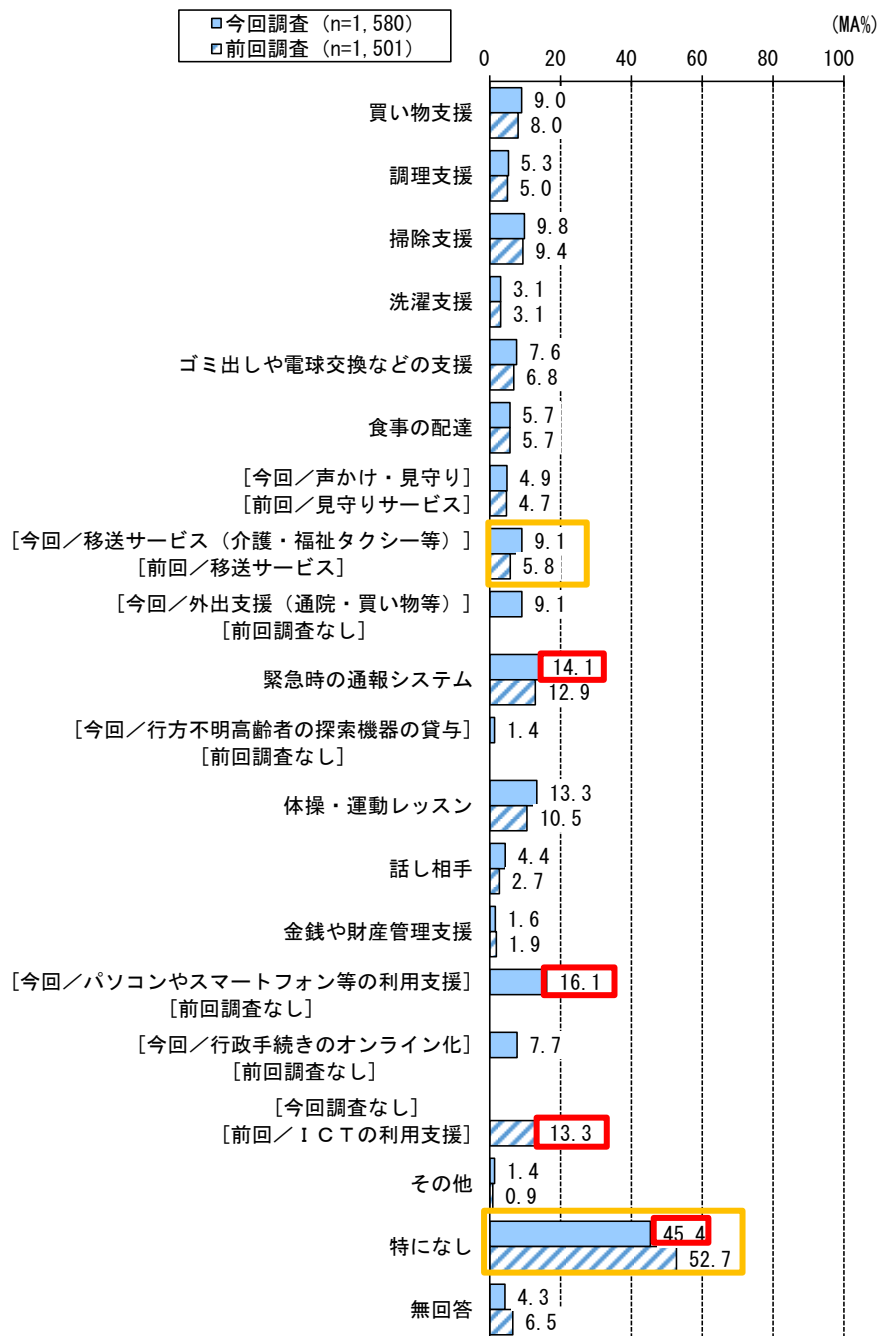 今回調査 (n=1,580)
前回調査 (n=1,501)
(MA%)
0 20 40 60 80 100
買い物支援
9.0
8.0
調理支援
5.3
5.0
掃除支援
9.8
9.4
洗濯支援
3.1
3.1
ゴミ出しや電球交換などの支援
7.6
6.8
食事の配達
5.7
5.7
[今回／声かけ・見守り]
[前回／見守りサービス]
4.9
4.7
[今回／移送サービス（介護・福祉タクシー等）]
[前回／移送サービス]
9.1
5.8
[今回／外出支援（通院・買い物等）]
[前回調査なし]
9.1
緊急時の通報システム
14.1
12.9
[今回／行方不明高齢者の探索機器の貸与]
[前回調査なし]
1.4
体操・運動レッスン
13.3
10.5
話し相手
4.4
2.7
金銭や財産管理支援
1.6
1.9
[今回／パソコンやスマートフォン等の利用支援]
[前回調査なし]
16.1
[今回／行政手続きのオンライン化]
[前回調査なし]
7.7
[今回調査なし]
[前回／ＩＣＴの利用支援]
13.3
その他
1.4
0.9
特になし
45.4
52.7
無回答
4.3
6.5